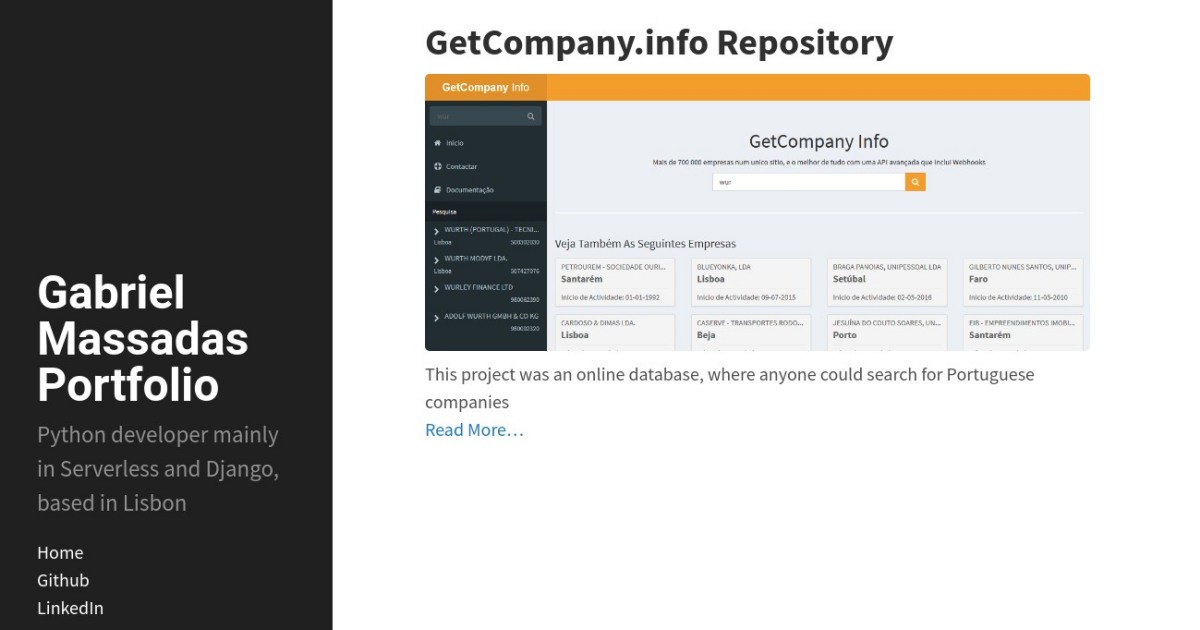 Gabriel
Massadas
Portfolio
Python developer mainly
in Serverless and Django,
based in Lisbon
Home
Github
LinkedIn
GetCompany.info Repository
GetCompany Info
wur
Início
Contactar
Documentação
Pesquisa
WURTH (PORTUGAL) - TECNI...
Lisboa
WURTH MODYF LDA.
Lisboa 507427076
WURLEY FINANCE LTD
ADOLF WURTH GMBH & CO KG
GetCompany Info
Mais de 700 000 empresas num unico sitio, e o melhor de tudo com uma API avançada que inclui Webhooks
wur
Veja Também As Seguintes Empresas
PETROUREM - SOCIEDADE OURI...
Santarém
Inicio de Actividade: 01-01-1992
BLUEYONKA, LDA
Lisboa
Inicio de Actividade: 09-07-2015
BRAGA PANOIAS, UNIPESSOAL LDA
Setúbal
Inicio de Actividade: 02-05-2016
GILBERTO NUNES SANTOS, UNIP...
Faro
Inicio de Actividade: 11-05-2010
CARDOSO & DIMAS LDA.
Lisboa
CASERVE - TRANSPORTES RODO...
Beja
JESUÍNA DO COUTO SOARES, UN...
Porto
EIB - EMPREENDIMENTOS IMOBI...
Santarém
This project was an online database, where anyone could search for Portuguese
companies
Read More…